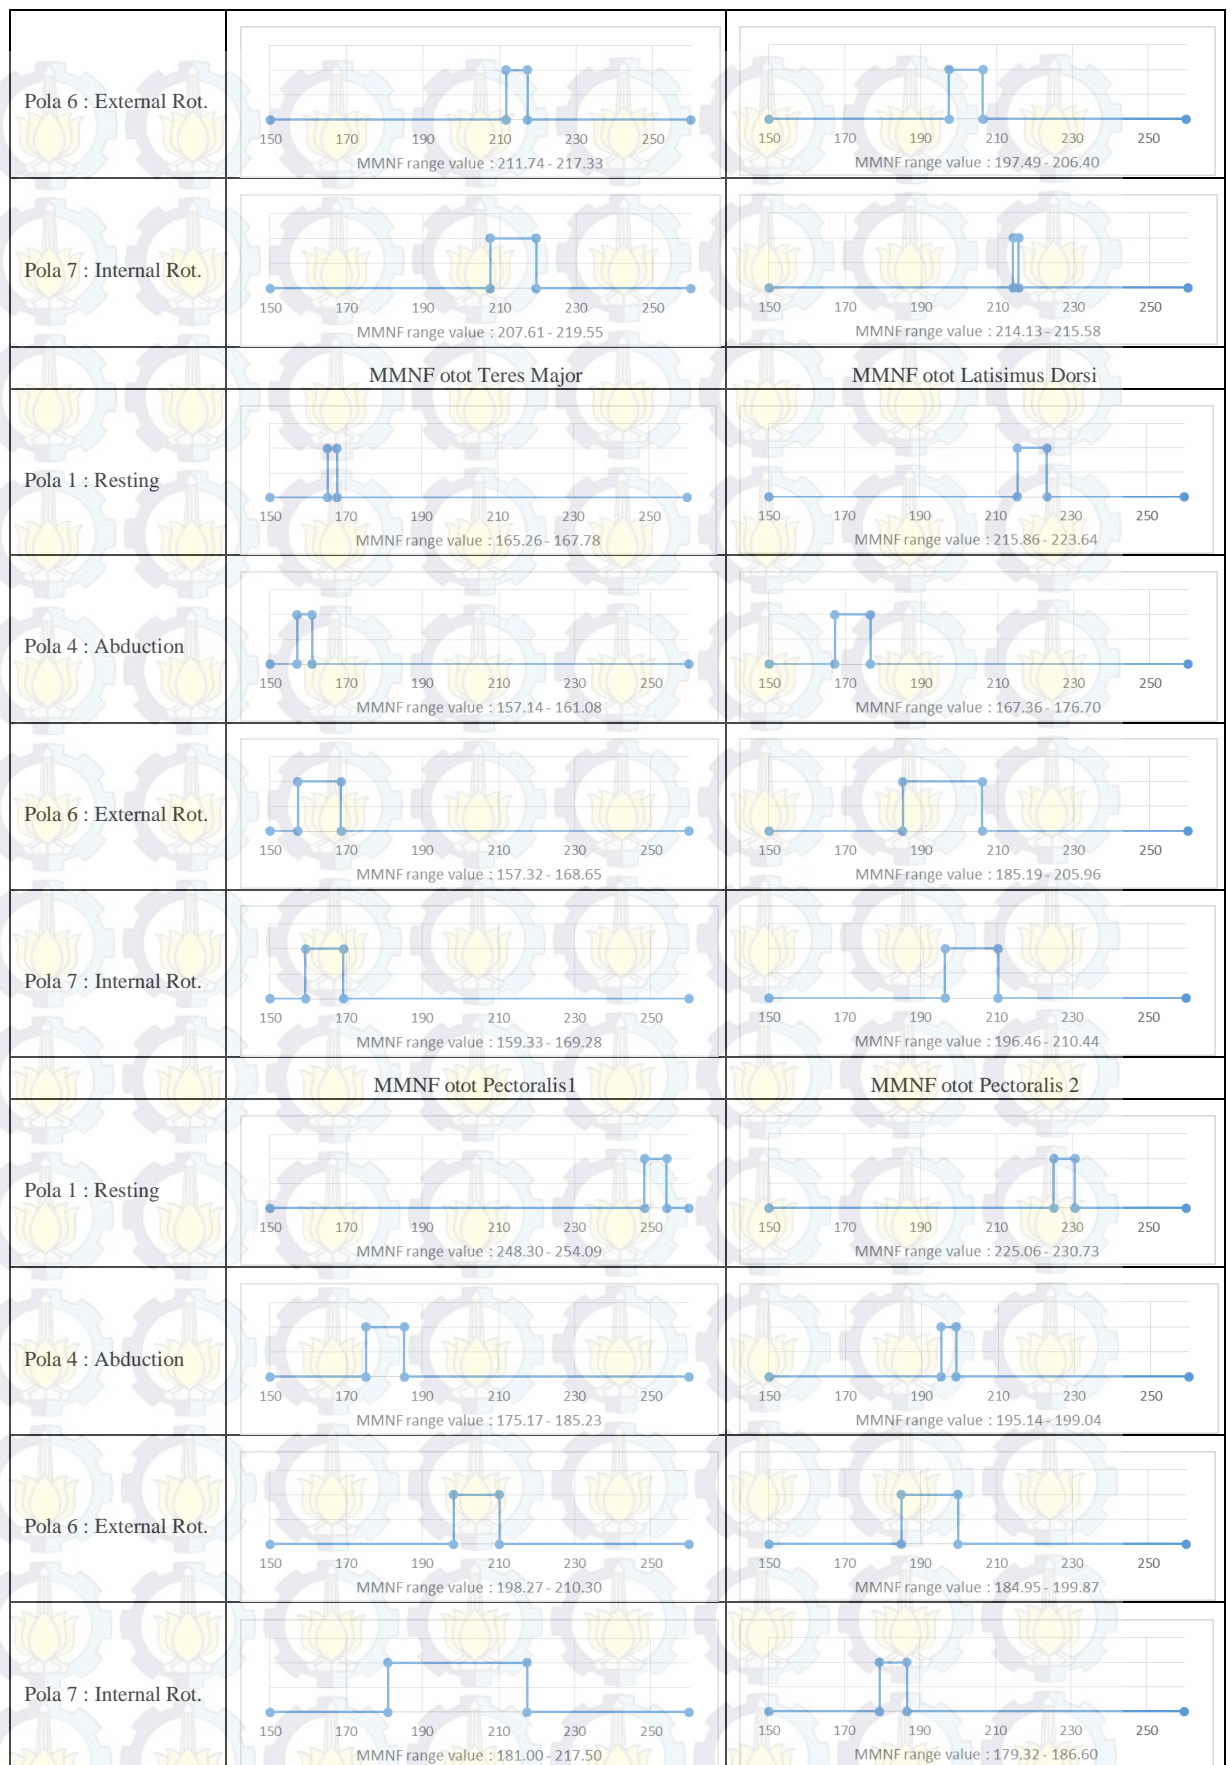 Pola 6 : External Rot.
150 170 190 210 230 250
MMNF range value : 211.74 - 217.33
150 170 190 210 230 250
MMNF range value : 197.49 - 206.40
Pola 7 : Internal Rot.
150 170 190 210 230 250
MMNF range value : 207.61 - 219.55
150 170 190 210 230 250
MMNF range value : 214.13 - 215.58
MMNF otot Teres Major
MMNF otot Latisimus Dorsi
Pola 1 : Resting
150 170 190 210 230 250
MMNF range value : 165.26 - 167.78
150 170 190 210 230 250
MMNF range value : 215.86 - 223.64
Pola 4 : Abduction
150 170 190 210 230 250
MMNF range value : 157.14 - 161.08
150 170 190 210 230 250
MMNF range value : 167.36 - 176.70
Pola 6 : External Rot.
150 170 190 210 230 250
MMNF range value : 157.32 - 168.65
150 170 190 210 230 250
MMNF range value : 185.19 - 205.96
Pola 7 : Internal Rot.
150 170 190 210 230 250
MMNF range value : 159.33 - 169.28
150 170 190 210 230 250
MMNF range value : 196.46 - 210.44
MMNF otot Pectoralis1
MMNF otot Pectoralis 2
Pola 1 : Resting
150 170 190 210 230 250
MMNF range value : 248.30 - 254.09
150 170 190 210 230 250
MMNF range value : 225.06 - 230.73
Pola 4 : Abduction
150 170 190 210 230 250
MMNF range value : 175.17 - 185.23
150 170 190 210 230 250
MMNF range value : 195.14 - 199.04
Pola 6 : External Rot.
150 170 190 210 230 250
MMNF range value : 198.27 - 210.30
150 170 190 210 230 250
MMNF range value : 184.95 - 199.87
Pola 7 : Internal Rot.
150 170 190 210 230 250
MMNF range value : 181.00 - 217.50
150 170 190 210 230 250
MMNF range value : 179.32 - 186.60